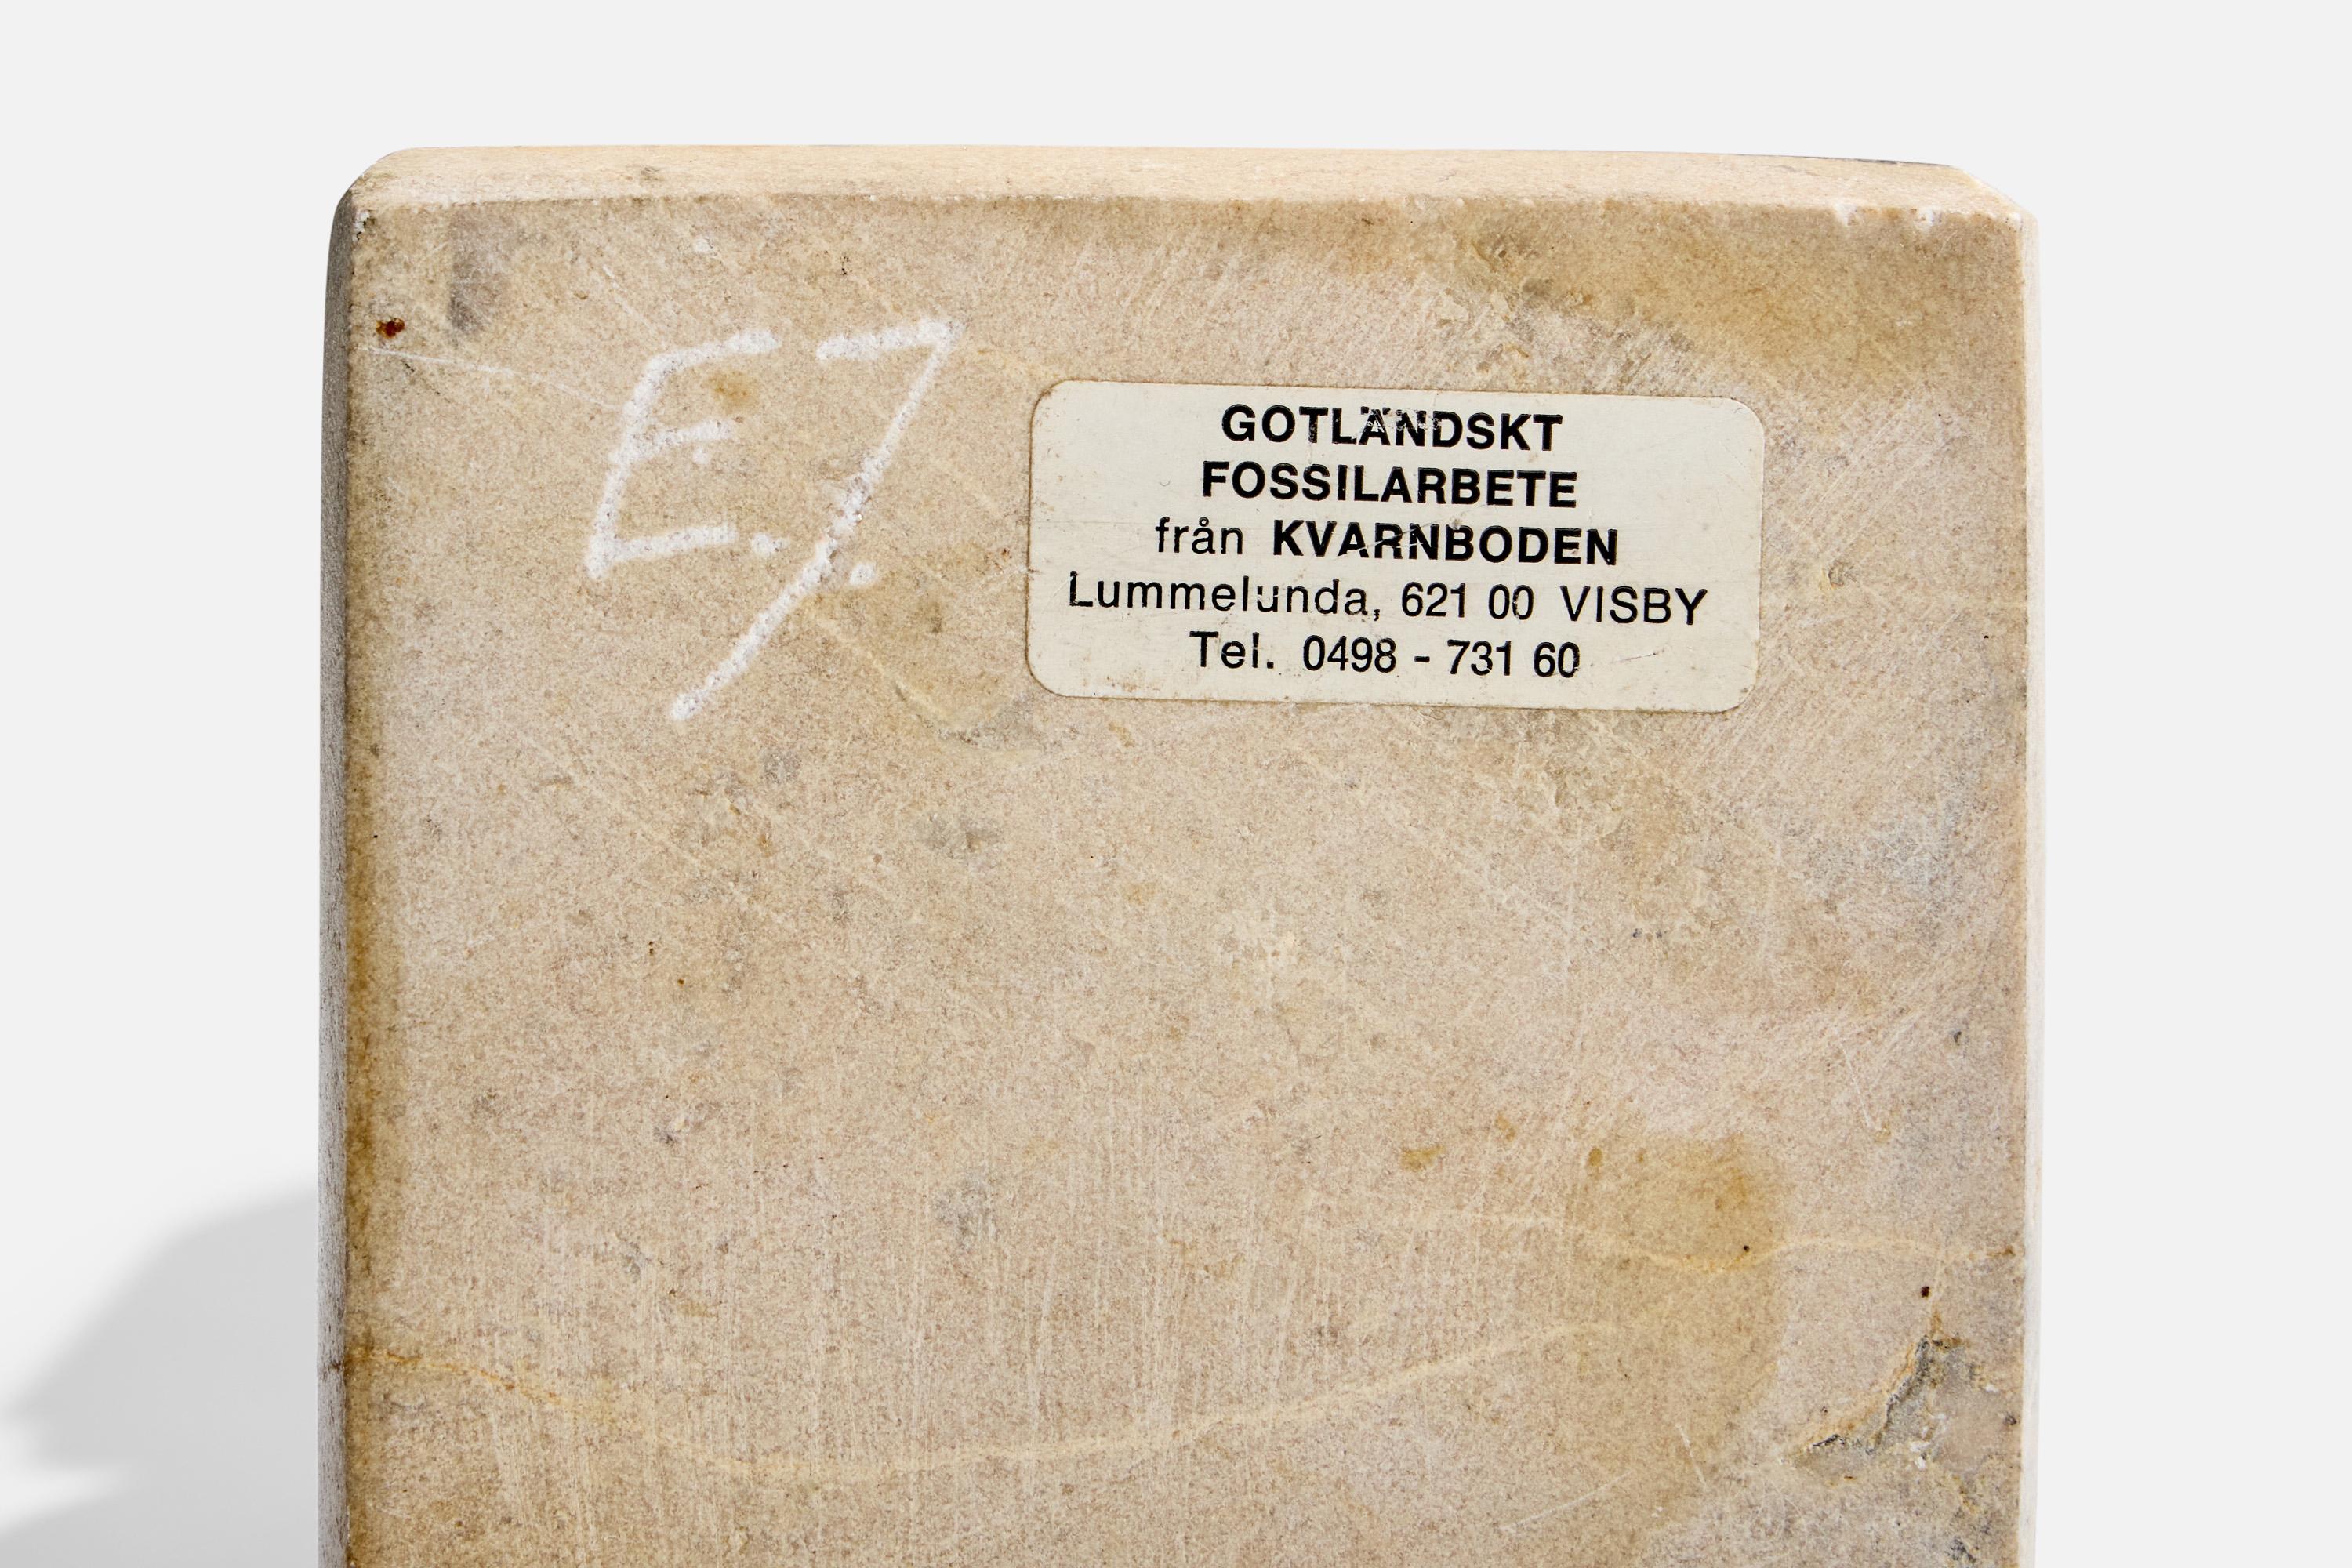 E.J.
GOTLÄNDSKT
FOSSILARBETE
från KVARNBODEN
Lummelunda, 621 00 VISBY
Tel. 0498 - 731 60